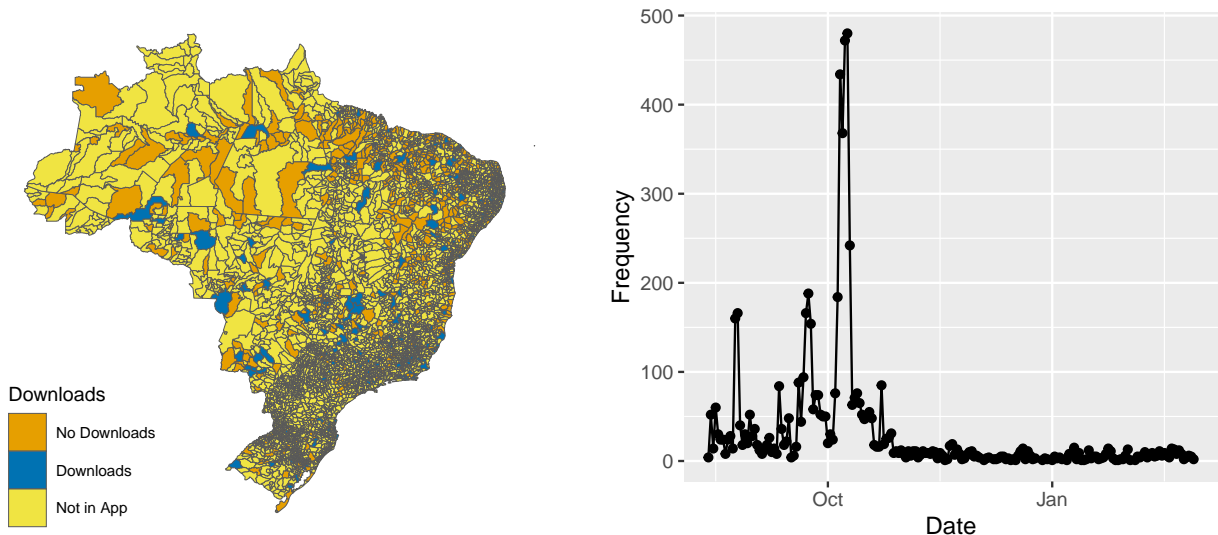 Downloads
No Downloads
Downloads
Not in App
500
400
300
200
100
0
Frequency
Oct
Jan
Date